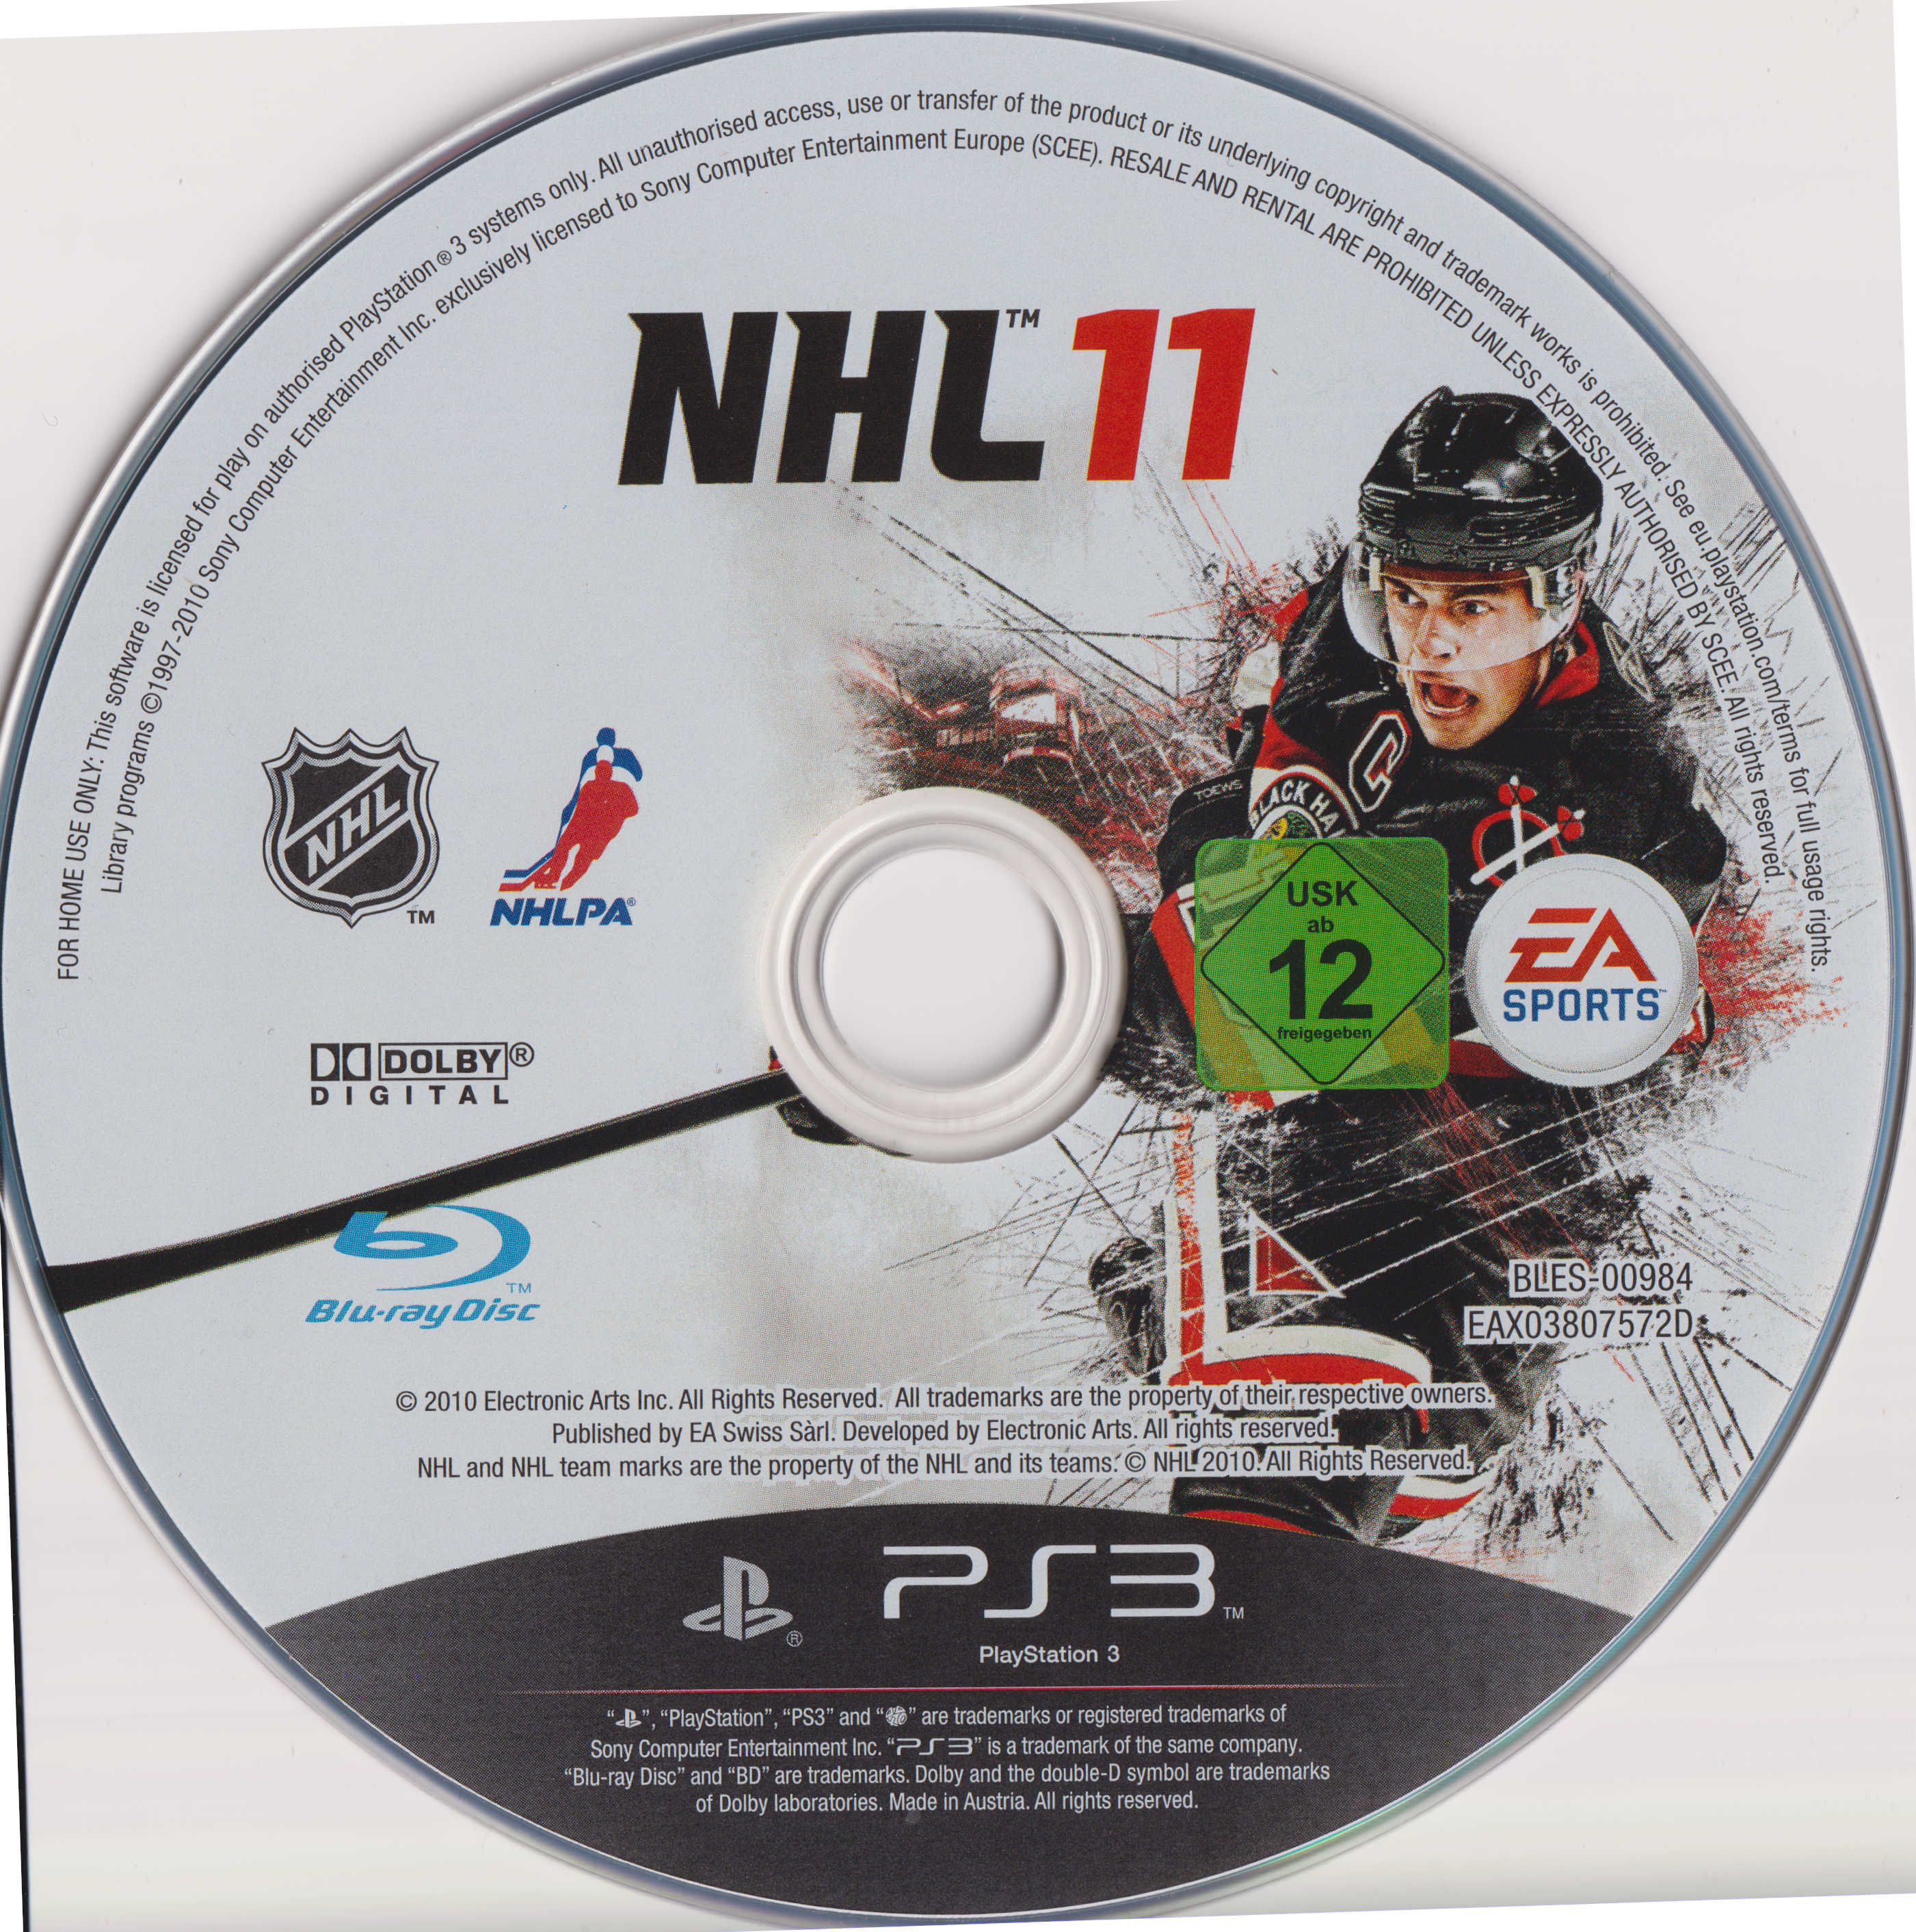 FOR HOME USE ONLY: This software is licensed for play on authorised PlayStation®3 systems only. All unauthorised access, use or transfer of the product or its underlying copyright and trademark works is prohibited. See eu.playstation.com/terms for full usage rights.
Library programs ©1997-2010 Sony Computer Entertainment Inc. exclusively licensed to Sony Computer Entertainment Europe (SCEE). RESALE AND RENTAL ARE PROHIBITED UNLESS EXPRESSLY AUTHORISED BY SCEE. All rights reserved.
NHL™ 11
C
TOEWS
LACK HA
NHL
TM
NHLPA®
USK
ab
12
freigegeben
EA
SPORTS™
DOLBY®
DIGITAL
TM
Blu-ray Disc
BLES-00984
EAX03807572D
© 2010 Electronic Arts Inc. All Rights Reserved. All trademarks are the property of their respective owners.
Published by EA Swiss Sàrl. Developed by Electronic Arts. All rights reserved.
NHL and NHL team marks are the property of the NHL and its teams. © NHL 2010. All Rights Reserved.
® PS3™
PlayStation 3
“ ”, “PlayStation”, “PS3” and “ ” are trademarks or registered trademarks of
Sony Computer Entertainment Inc. “PS3” is a trademark of the same company.
“Blu-ray Disc” and “BD” are trademarks. Dolby and the double-D symbol are trademarks
of Dolby laboratories. Made in Austria. All rights reserved.